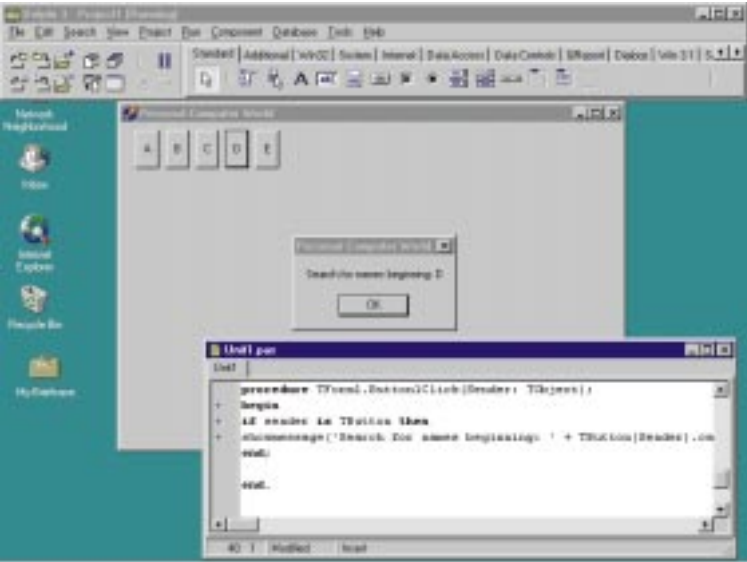 Delphi 3 - Project1 [Running]
File Edit Search View Project Run Component Database Tools Help
Standard Additional Win32 System Internet Data Access Data Controls QReport Dialogs Win 3.1 S
Network
Neighborhood
Inbox
Internet
Explorer
Recycle Bin
My Briefcase
Personal Computer World
A B C D E
Personal Computer World
Search for names beginning: D
OK
Unit1.pas
Unit1
procedure TForm1.Button1Click(Sender: TObject);
begin
if sender is TButton then
showmessage('Search for names beginning: ' + TButton(Sender).ca
end;
end.
40: 1 Modified Insert